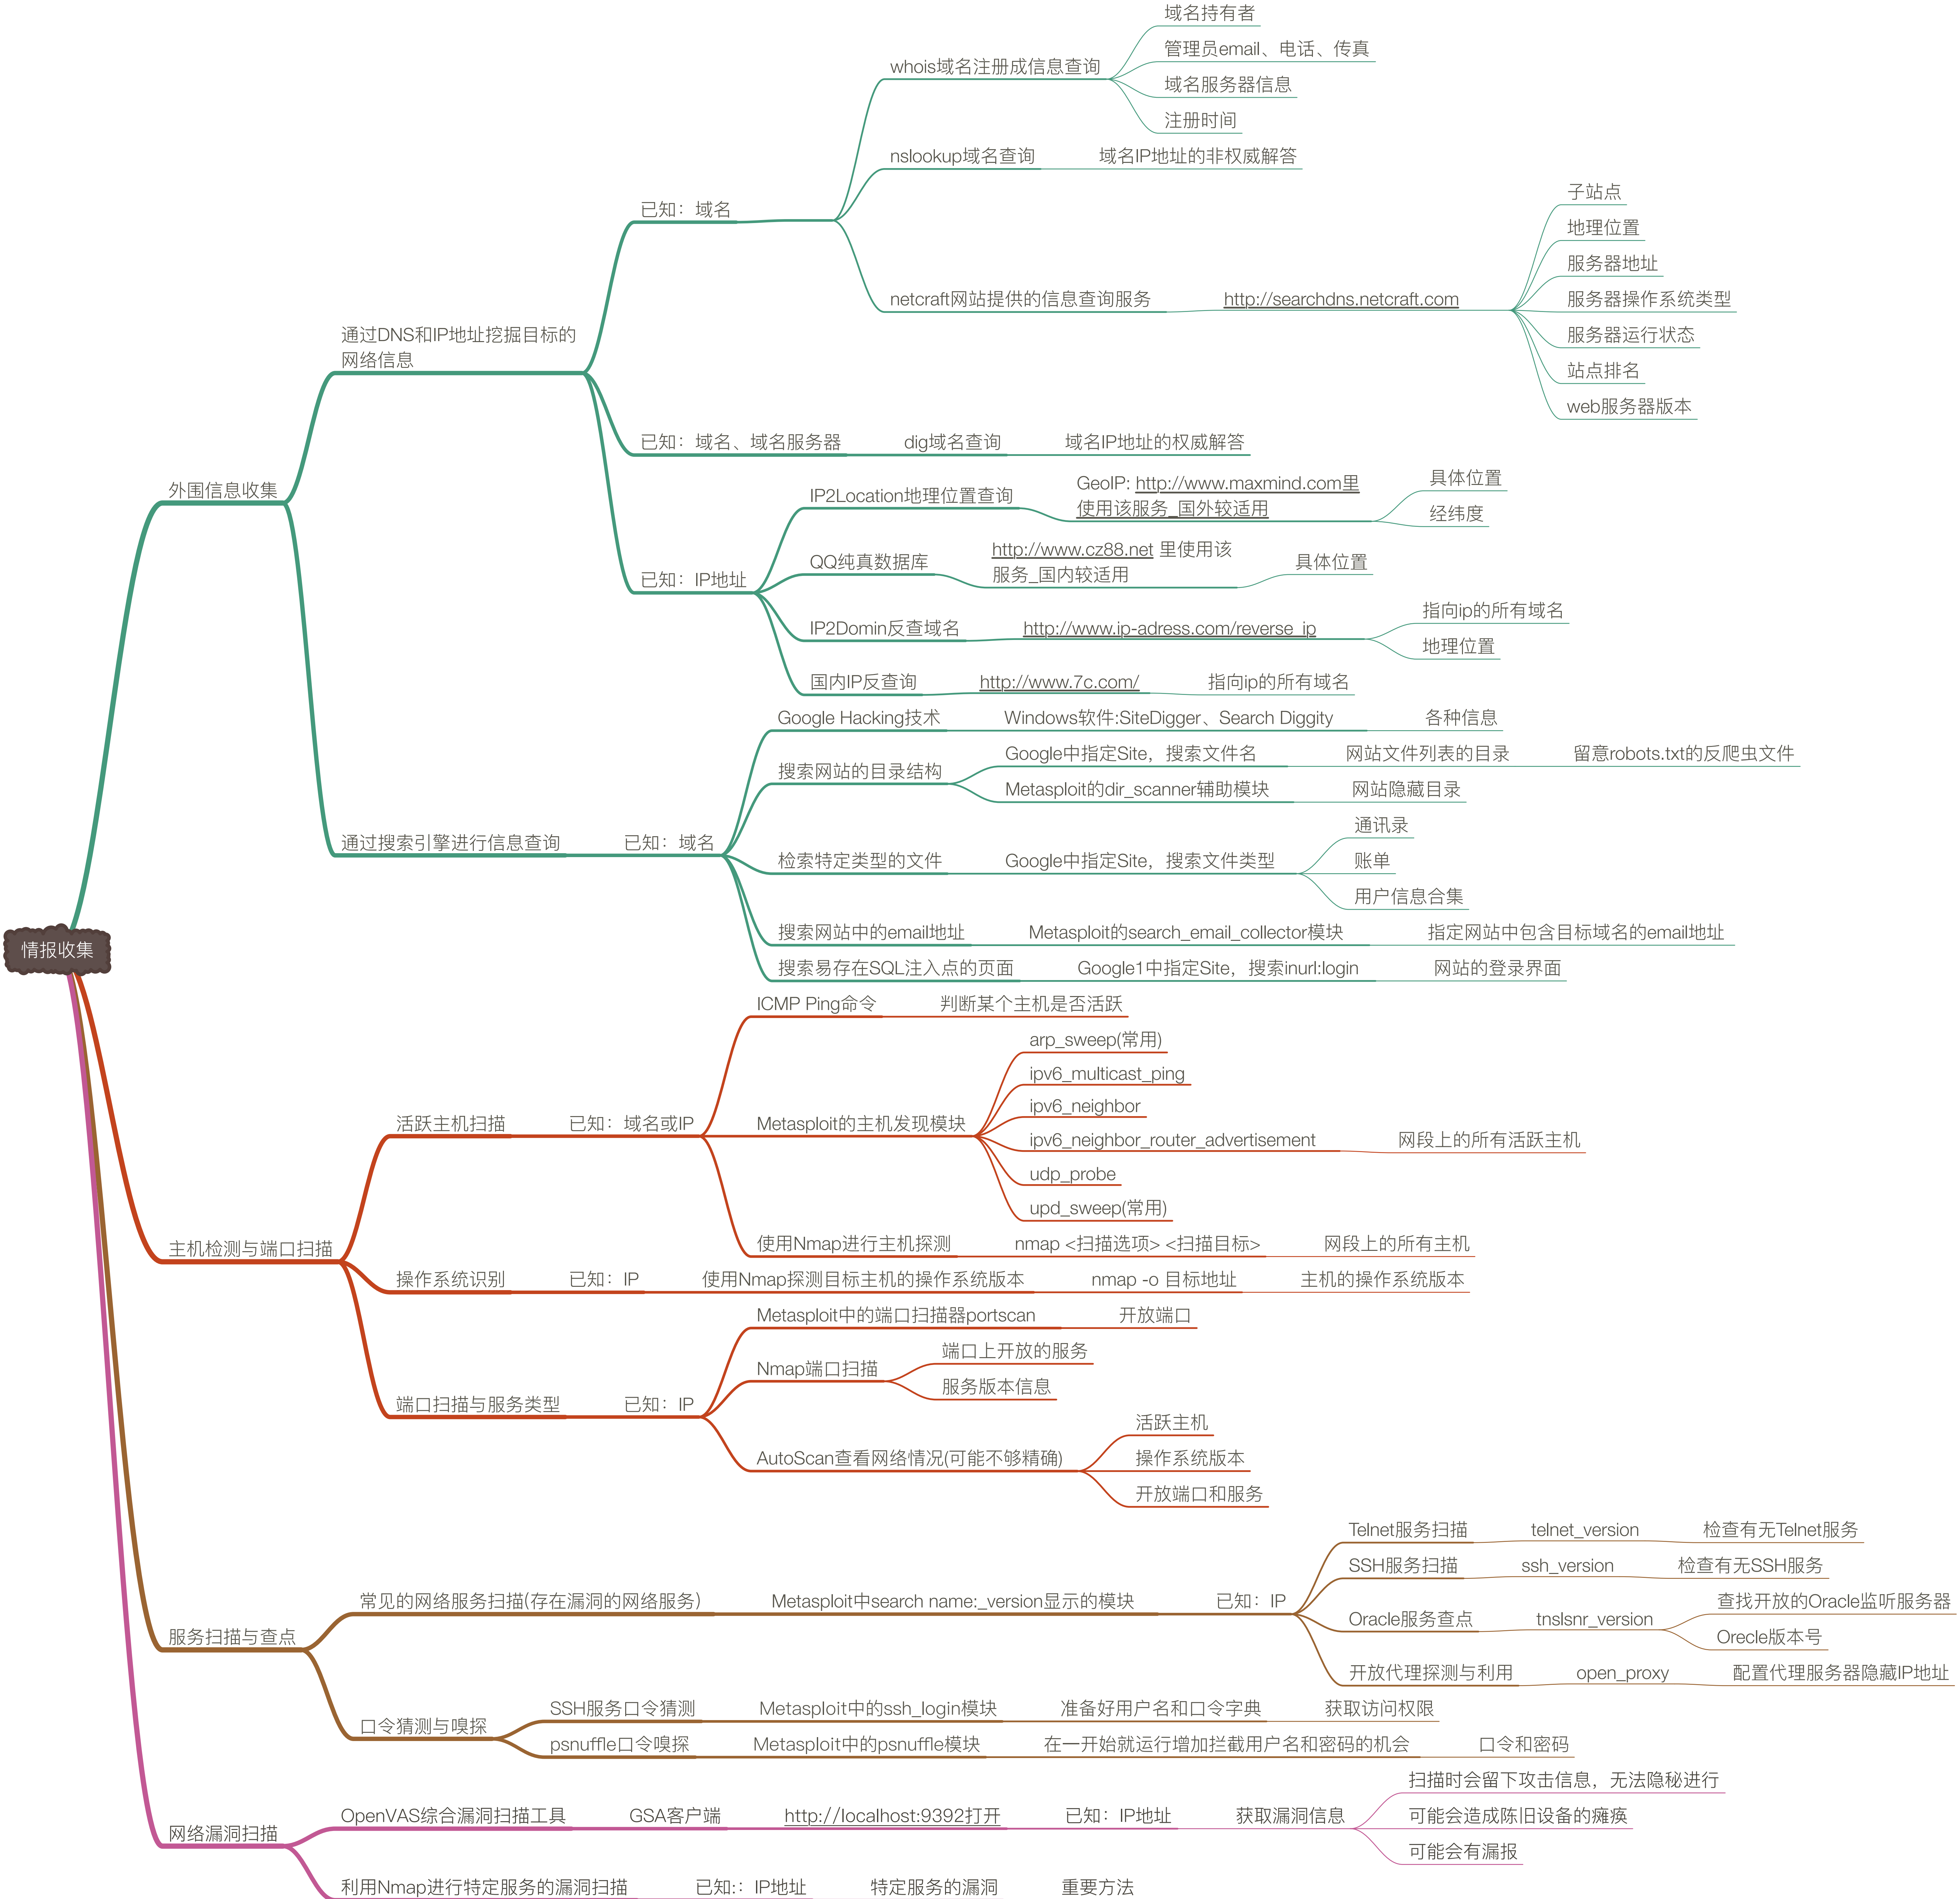 情报收集
外围信息收集
通过DNS和IP地址挖掘目标的
网络信息
已知：域名
whois域名注册成信息查询
域名持有者
管理员email、电话、传真
域名服务器信息
注册时间
nslookup域名查询
域名IP地址的非权威解答
netcraft网站提供的信息查询服务
http://searchdns.netcraft.com
子站点
地理位置
服务器地址
服务器操作系统类型
服务器运行状态
站点排名
web服务器版本
已知：域名、域名服务器
dig域名查询
域名IP地址的权威解答
已知：IP地址
IP2Location地理位置查询
GeoIP: http://www.maxmind.com里
使用该服务_国外较适用
具体位置
经纬度
QQ纯真数据库
http://www.cz88.net 里使用该
服务_国内较适用
具体位置
IP2Domin反查域名
http://www.ip-adress.com/reverse_ip
指向ip的所有域名
地理位置
国内IP反查询
http://www.7c.com/
指向ip的所有域名
通过搜索引擎进行信息查询
已知：域名
Google Hacking技术
Windows软件:SiteDigger、Search Diggity
各种信息
搜索网站的目录结构
Google中指定Site，搜索文件名
网站文件列表的目录
留意robots.txt的反爬虫文件
Metasploit的dir_scanner辅助模块
网站隐藏目录
检索特定类型的文件
Google中指定Site，搜索文件类型
通讯录
账单
用户信息合集
搜索网站中的email地址
Metasploit的search_email_collector模块
指定网站中包含目标域名的email地址
搜索易存在SQL注入点的页面
Google1中指定Site，搜索inurl:login
网站的登录界面
主机检测与端口扫描
活跃主机扫描
已知：域名或IP
ICMP Ping命令
判断某个主机是否活跃
Metasploit的主机发现模块
arp_sweep(常用)
ipv6_multicast_ping
ipv6_neighbor
ipv6_neighbor_router_advertisement
网段上的所有活跃主机
udp_probe
upd_sweep(常用)
使用Nmap进行主机探测
nmap <扫描选项> <扫描目标>
网段上的所有主机
操作系统识别
已知：IP
使用Nmap探测目标主机的操作系统版本
nmap -o 目标地址
主机的操作系统版本
端口扫描与服务类型
已知：IP
Metasploit中的端口扫描器portscan
开放端口
Nmap端口扫描
端口上开放的服务
服务版本信息
AutoScan查看网络情况(可能不够精确)
活跃主机
操作系统版本
开放端口和服务
服务扫描与查点
常见的网络服务扫描(存在漏洞的网络服务)
Metasploit中search name:_version显示的模块
已知：IP
Telnet服务扫描
telnet_version
检查有无Telnet服务
SSH服务扫描
ssh_version
检查有无SSH服务
Oracle服务查点
tnslsnr_version
查找开放的Oracle监听服务器
Orecle版本号
开放代理探测与利用
open_proxy
配置代理服务器隐藏IP地址
口令猜测与嗅探
SSH服务口令猜测
Metasploit中的ssh_login模块
准备好用户名和口令字典
获取访问权限
psnuffle口令嗅探
Metasploit中的psnuffle模块
在一开始就运行增加拦截用户名和密码的机会
口令和密码
网络漏洞扫描
OpenVAS综合漏洞扫描工具
GSA客户端
http://localhost:9392打开
已知：IP地址
获取漏洞信息
扫描时会留下攻击信息，无法隐秘进行
可能会造成陈旧设备的瘫痪
可能会有漏报
利用Nmap进行特定服务的漏洞扫描
已知:：IP地址
特定服务的漏洞
重要方法